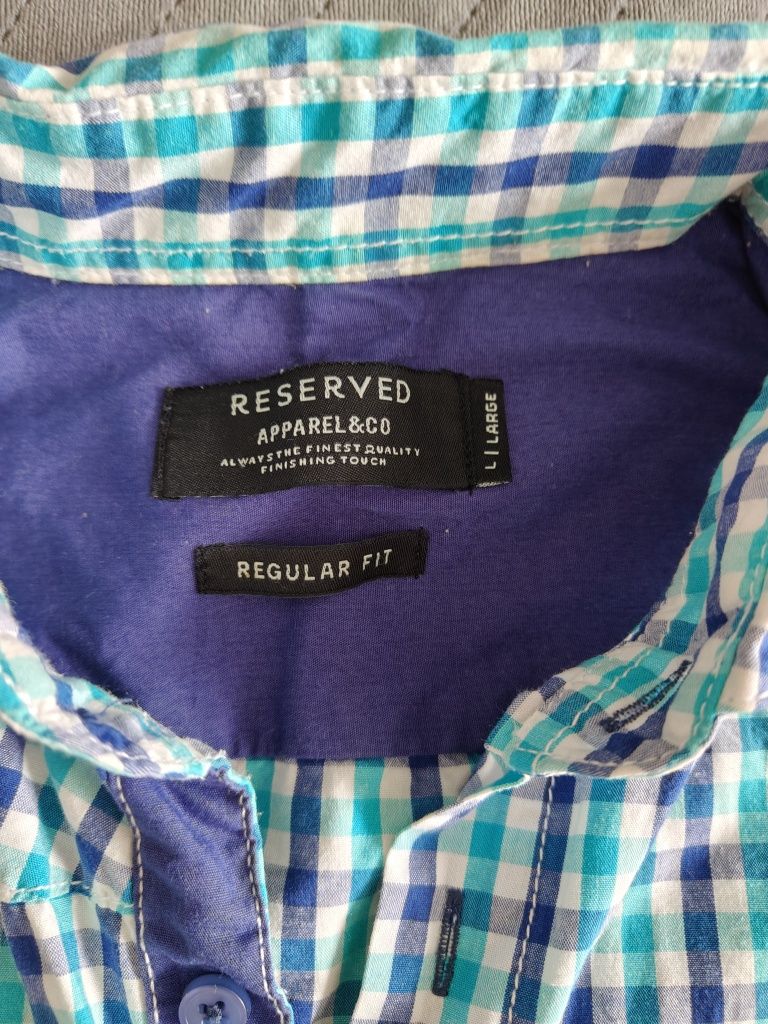 RESERVED
APPAREL&CO
ALWAYS THE FINEST QUALITY
FINISHING TOUCH
L | LARGE
REGULAR FIT